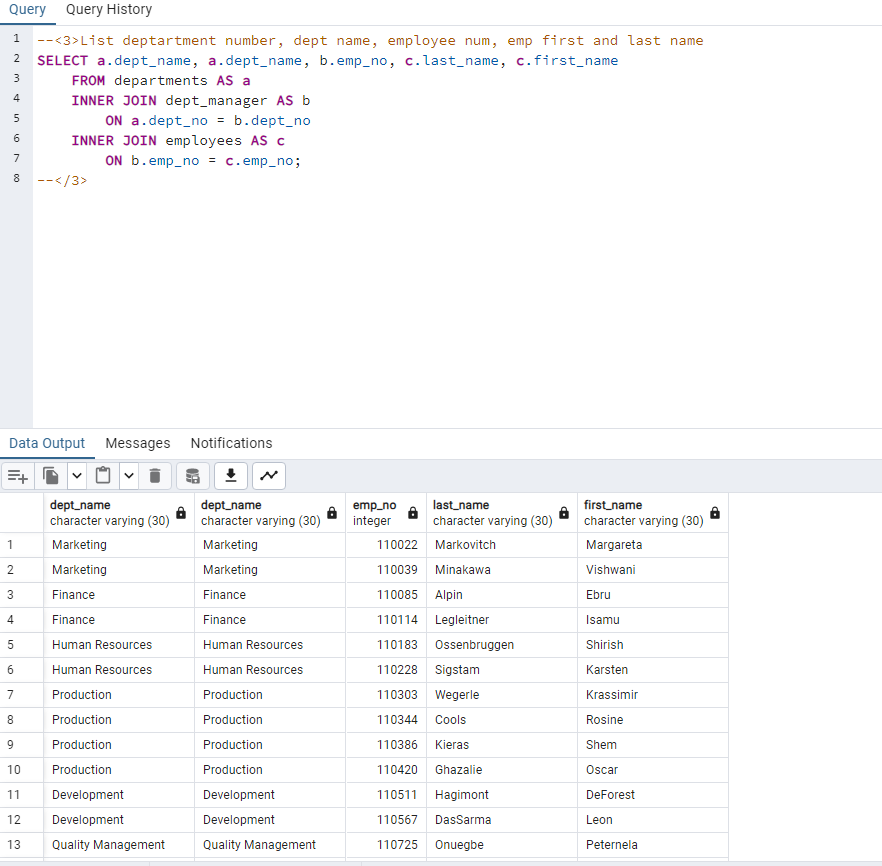 Query Query History
1 --<3>List deptartment number, dept name, employee num, emp first and last name
2 SELECT a.dept_name, a.dept_name, b.emp_no, c.last_name, c.first_name
3 FROM departments AS a
4 INNER JOIN dept_manager AS b
5 ON a.dept_no = b.dept_no
6 INNER JOIN employees AS c
7 ON b.emp_no = c.emp_no;
8 --</3>
Data Output Messages Notifications
dept_name dept_name emp_no last_name first_name
character varying (30) character varying (30) integer character varying (30) character varying (30)
1 Marketing Marketing 110022 Markovitch Margareta
2 Marketing Marketing 110039 Minakawa Vishwani
3 Finance Finance 110085 Alpin Ebru
4 Finance Finance 110114 Legleitner Isamu
5 Human Resources Human Resources 110183 Ossenbruggen Shirish
6 Human Resources Human Resources 110228 Sigstam Karsten
7 Production Production 110303 Wegerle Krassimir
8 Production Production 110344 Cools Rosine
9 Production Production 110386 Kieras Shem
10 Production Production 110420 Ghazalie Oscar
11 Development Development 110511 Hagimont DeForest
12 Development Development 110567 DasSarma Leon
13 Quality Management Quality Management 110725 Onuegbe Peternela